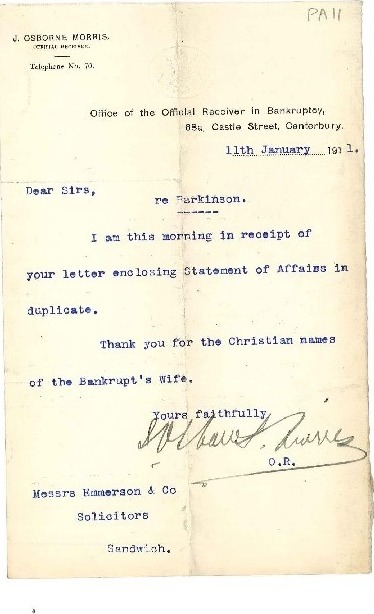 PA11
J. OSBORNE MORRIS.
OFFICIAL RECEIVER.
Telephone No. 70.
Office of the Official Receiver in Bankruptcy,
68a, Castle Street, Canterbury.
11th January 1911.
Dear Sirs,
re Parkinson.
I am this morning in receipt of
your letter enclosing Statement of Affairs in
duplicate.
Thank you for the Christian names
of the Bankrupt's Wife.
Yours faithfully
J Osborne Morris
O.R.
Messrs Emmerson & Co
Solicitors
Sandwich.